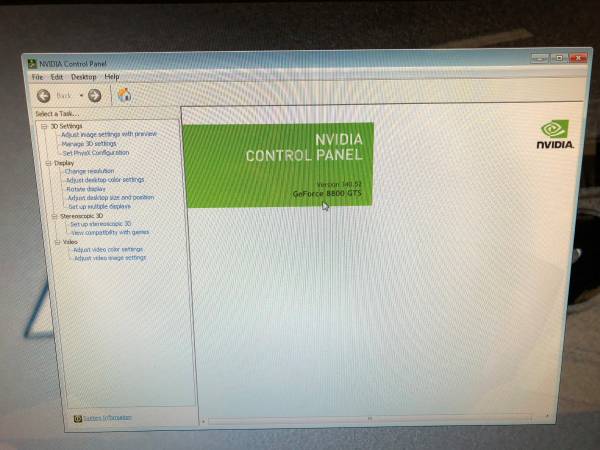 NVIDIA Control Panel
File Edit Desktop Help
Back
Select a Task...
3D Settings
Adjust image settings with preview
Manage 3D settings
Set PhysX Configuration
Display
Change resolution
Adjust desktop color settings
Rotate display
Adjust desktop size and position
Set up multiple displays
Stereoscopic 3D
Set up stereoscopic 3D
View compatibility with games
Video
Adjust video color settings
Adjust video image settings
System Information
NVIDIA
CONTROL PANEL
Version 340.52
GeForce 8800 GTS
NVIDIA.